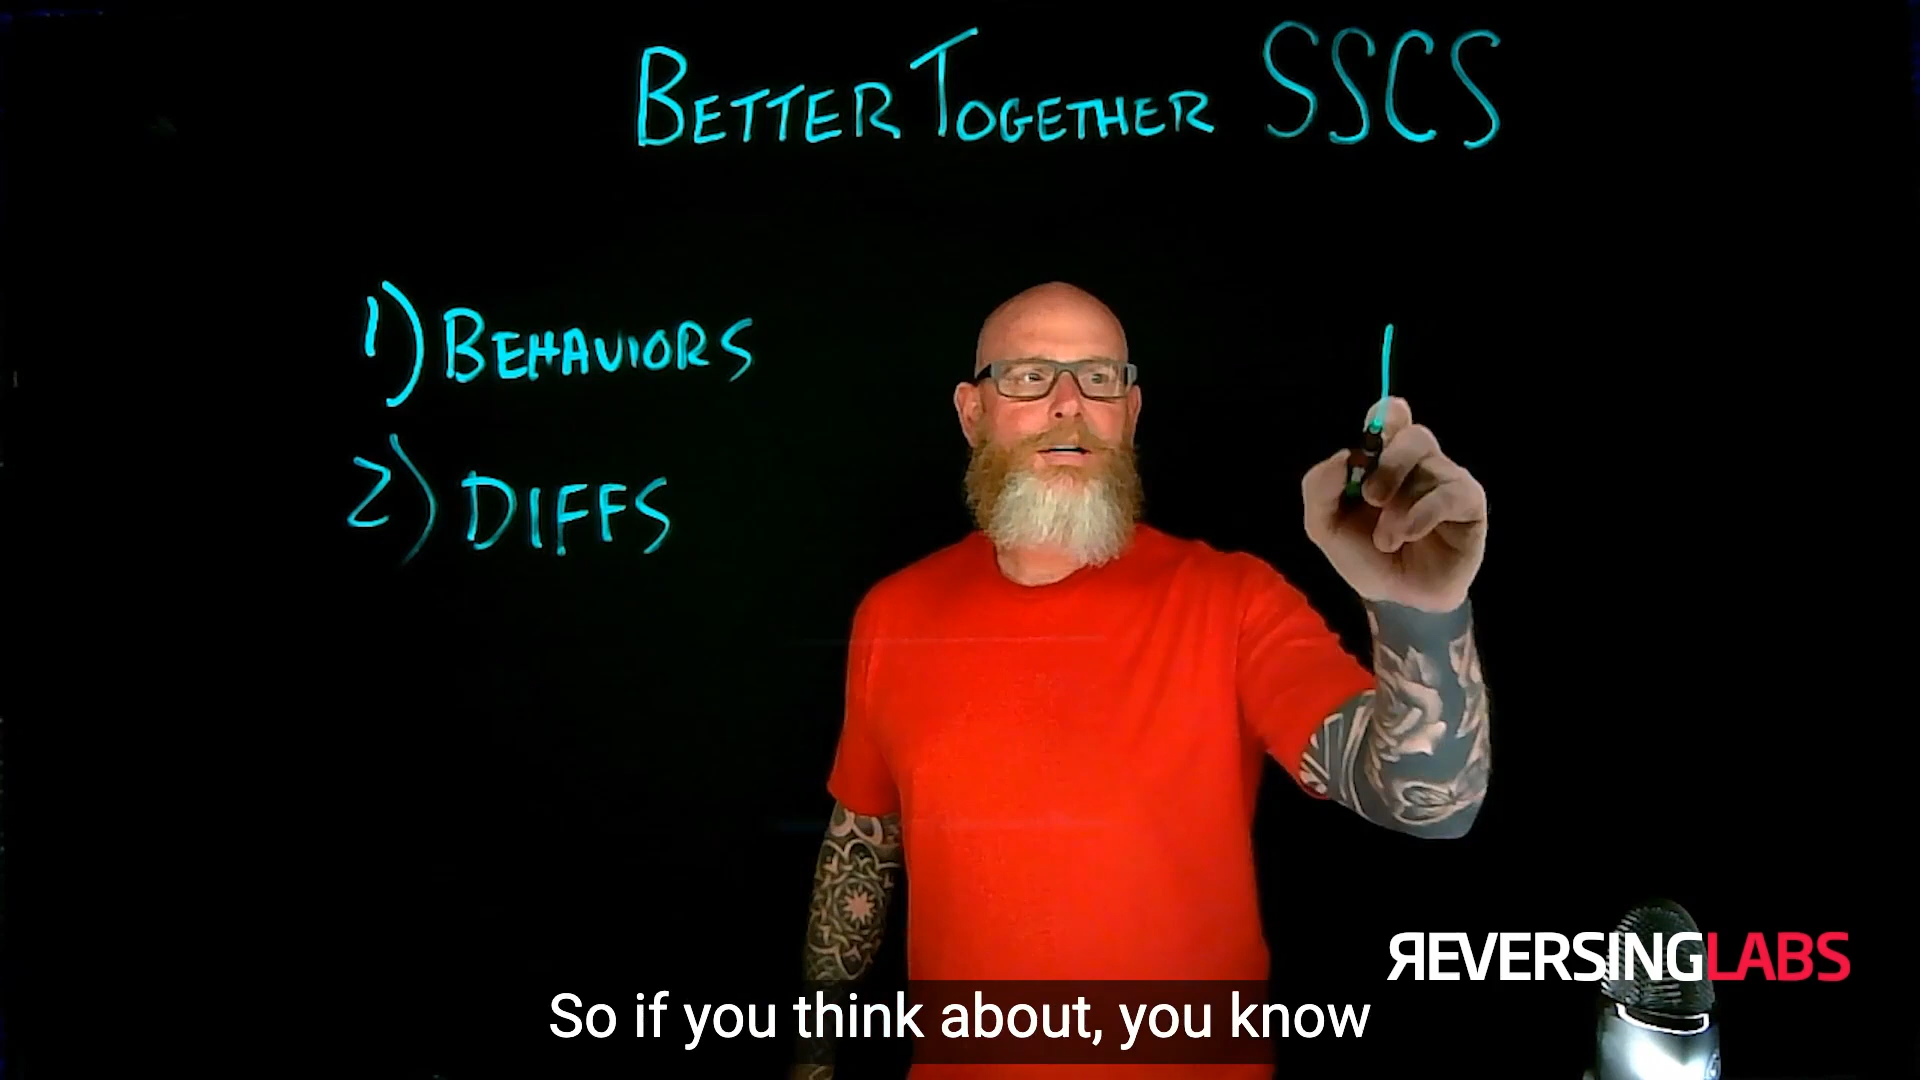 BETTER TOGETHER SSCS
1) BEHAVIORS
2) DIFFS
REVERSINGLABS
So if you think about, you know